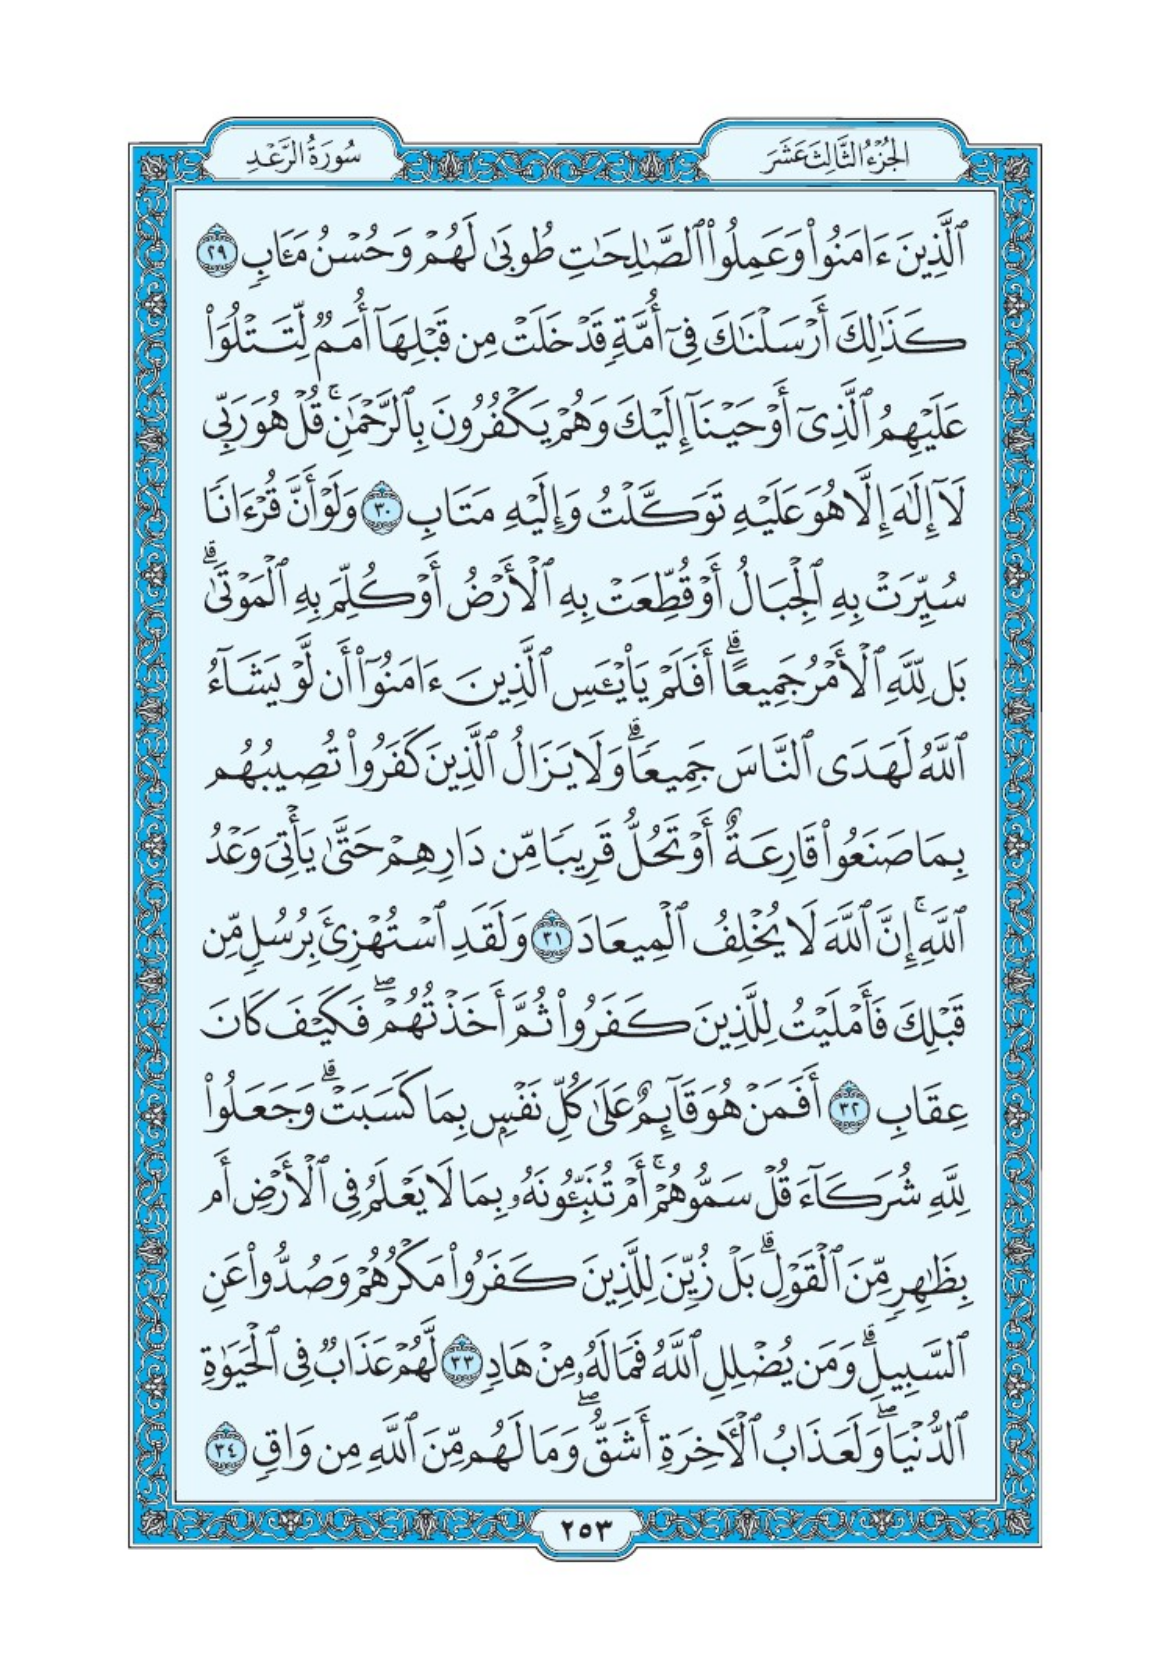 الجزء الثالث عشر
سورة الرعد
ٱلَّذِينَ ءَامَنُوا۟ وَعَمِلُوا۟ ٱلصَّٰلِحَٰتِ طُوبَىٰ لَهُمْ وَحُسْنُ مَـَٔابٍ ٢٩
كَذَٰلِكَ أَرْسَلْنَٰكَ فِىٓ أُمَّةٍ قَدْ خَلَتْ مِن قَبْلِهَآ أُمَمٌ لِّتَتْلُوَا۟
عَلَيْهِمُ ٱلَّذِىٓ أَوْحَيْنَآ إِلَيْكَ وَهُمْ يَكْفُرُونَ بِٱلرَّحْمَٰنِ ۚ قُلْ هُوَ رَبِّى
لَآ إِلَٰهَ إِلَّا هُوَ عَلَيْهِ تَوَكَّلْتُ وَإِلَيْهِ مَتَابِ ٣٠ وَلَوْ أَنَّ قُرْءَانًا
سُيِّرَتْ بِهِ ٱلْجِبَالُ أَوْ قُطِّعَتْ بِهِ ٱلْأَرْضُ أَوْ كُلِّمَ بِهِ ٱلْمَوْتَىٰ ۗ
بَل لِّلَّهِ ٱلْأَمْرُ جَمِيعًا ۗ أَفَلَمْ يَا۟يْـَٔسِ ٱلَّذِينَ ءَامَنُوٓا۟ أَن لَّوْ يَشَآءُ
ٱللَّهُ لَهَدَى ٱلنَّاسَ جَمِيعًا ۗ وَلَا يَزَالُ ٱلَّذِينَ كَفَرُوا۟ تُصِيبُهُم
بِمَا صَنَعُوا۟ قَارِعَةٌ أَوْ تَحُلُّ قَرِيبًا مِّن دَارِهِمْ حَتَّىٰ يَأْتِىَ وَعْدُ
ٱللَّهِ ۚ إِنَّ ٱللَّهَ لَا يُخْلِفُ ٱلْمِيعَادَ ٣١ وَلَقَدِ ٱسْتُهْزِئَ بِرُسُلٍ مِّن
قَبْلِكَ فَأَمْلَيْتُ لِلَّذِينَ كَفَرُوا۟ ثُمَّ أَخَذْتُهُمْ ۖ فَكَيْفَ كَانَ
عِقَابِ ٣٢ أَفَمَنْ هُوَ قَآئِمٌ عَلَىٰ كُلِّ نَفْسٍۭ بِمَا كَسَبَتْ ۗ وَجَعَلُوا۟
لِلَّهِ شُرَكَآءَ قُلْ سَمُّوهُمْ ۚ أَمْ تُنَبِّـُٔونَهُۥ بِمَا لَا يَعْلَمُ فِى ٱلْأَرْضِ أَم
بِظَٰهِرٍ مِّنَ ٱلْقَوْلِ ۗ بَلْ زُيِّنَ لِلَّذِينَ كَفَرُوا۟ مَكْرُهُمْ وَصُدُّوا۟ عَنِ
ٱلسَّبِيلِ ۗ وَمَن يُضْلِلِ ٱللَّهُ فَمَا لَهُۥ مِنْ هَادٍ ٣٣ لَّهُمْ عَذَابٌ فِى ٱلْحَيَوٰةِ
ٱلدُّنْيَا ۖ وَلَعَذَابُ ٱلْـَٔاخِرَةِ أَشَقُّ ۖ وَمَا لَهُم مِّنَ ٱللَّهِ مِن وَاقٍ ٣٤
٢٥٣